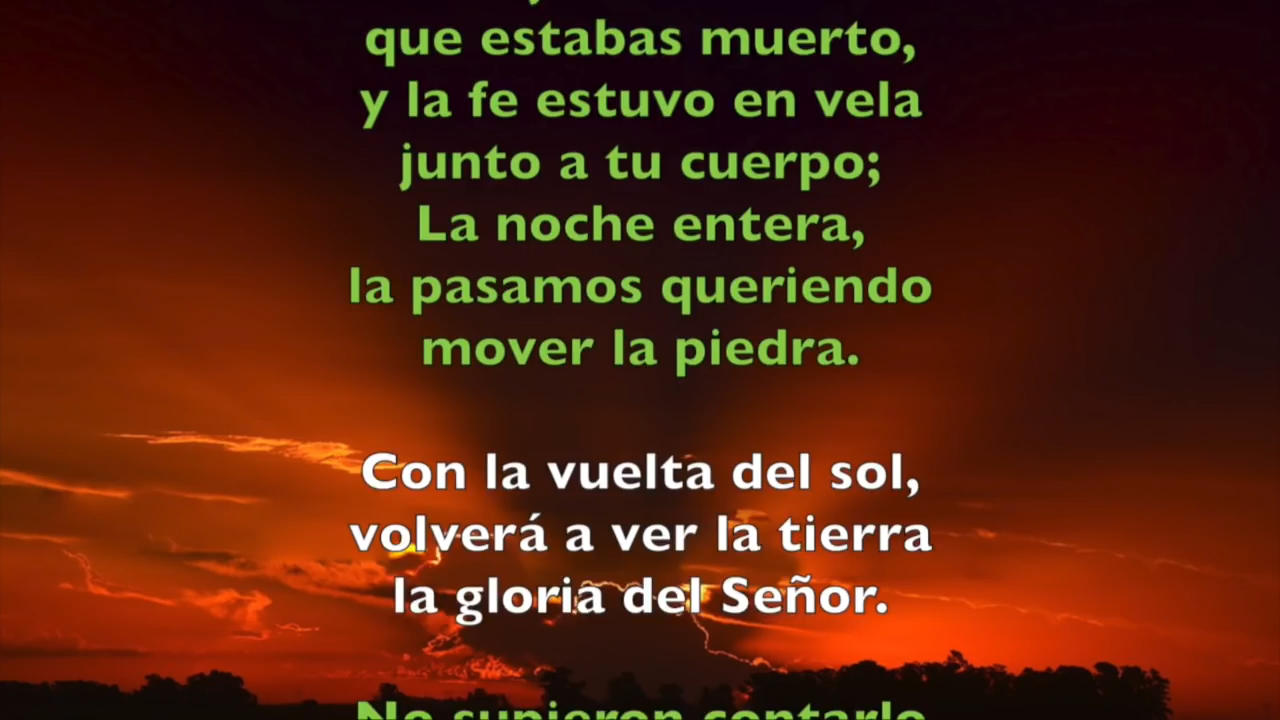 que estabas muerto,
y la fe estuvo en vela
junto a tu cuerpo;
La noche entera,
la pasamos queriendo
mover la piedra.
Con la vuelta del sol,
volverá a ver la tierra
la gloria del Señor.
No supieron contarlo